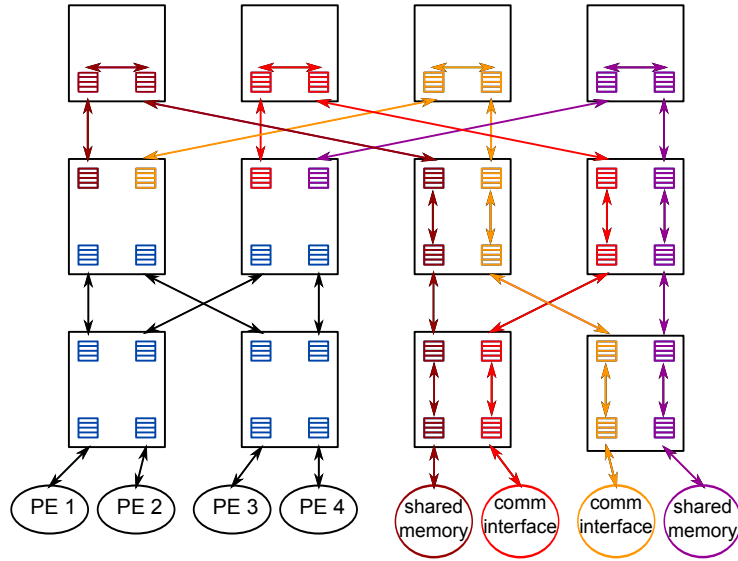 PE 1
PE 2
PE 3
PE 4
shared
memory
comm
interface
comm
interface
shared
memory